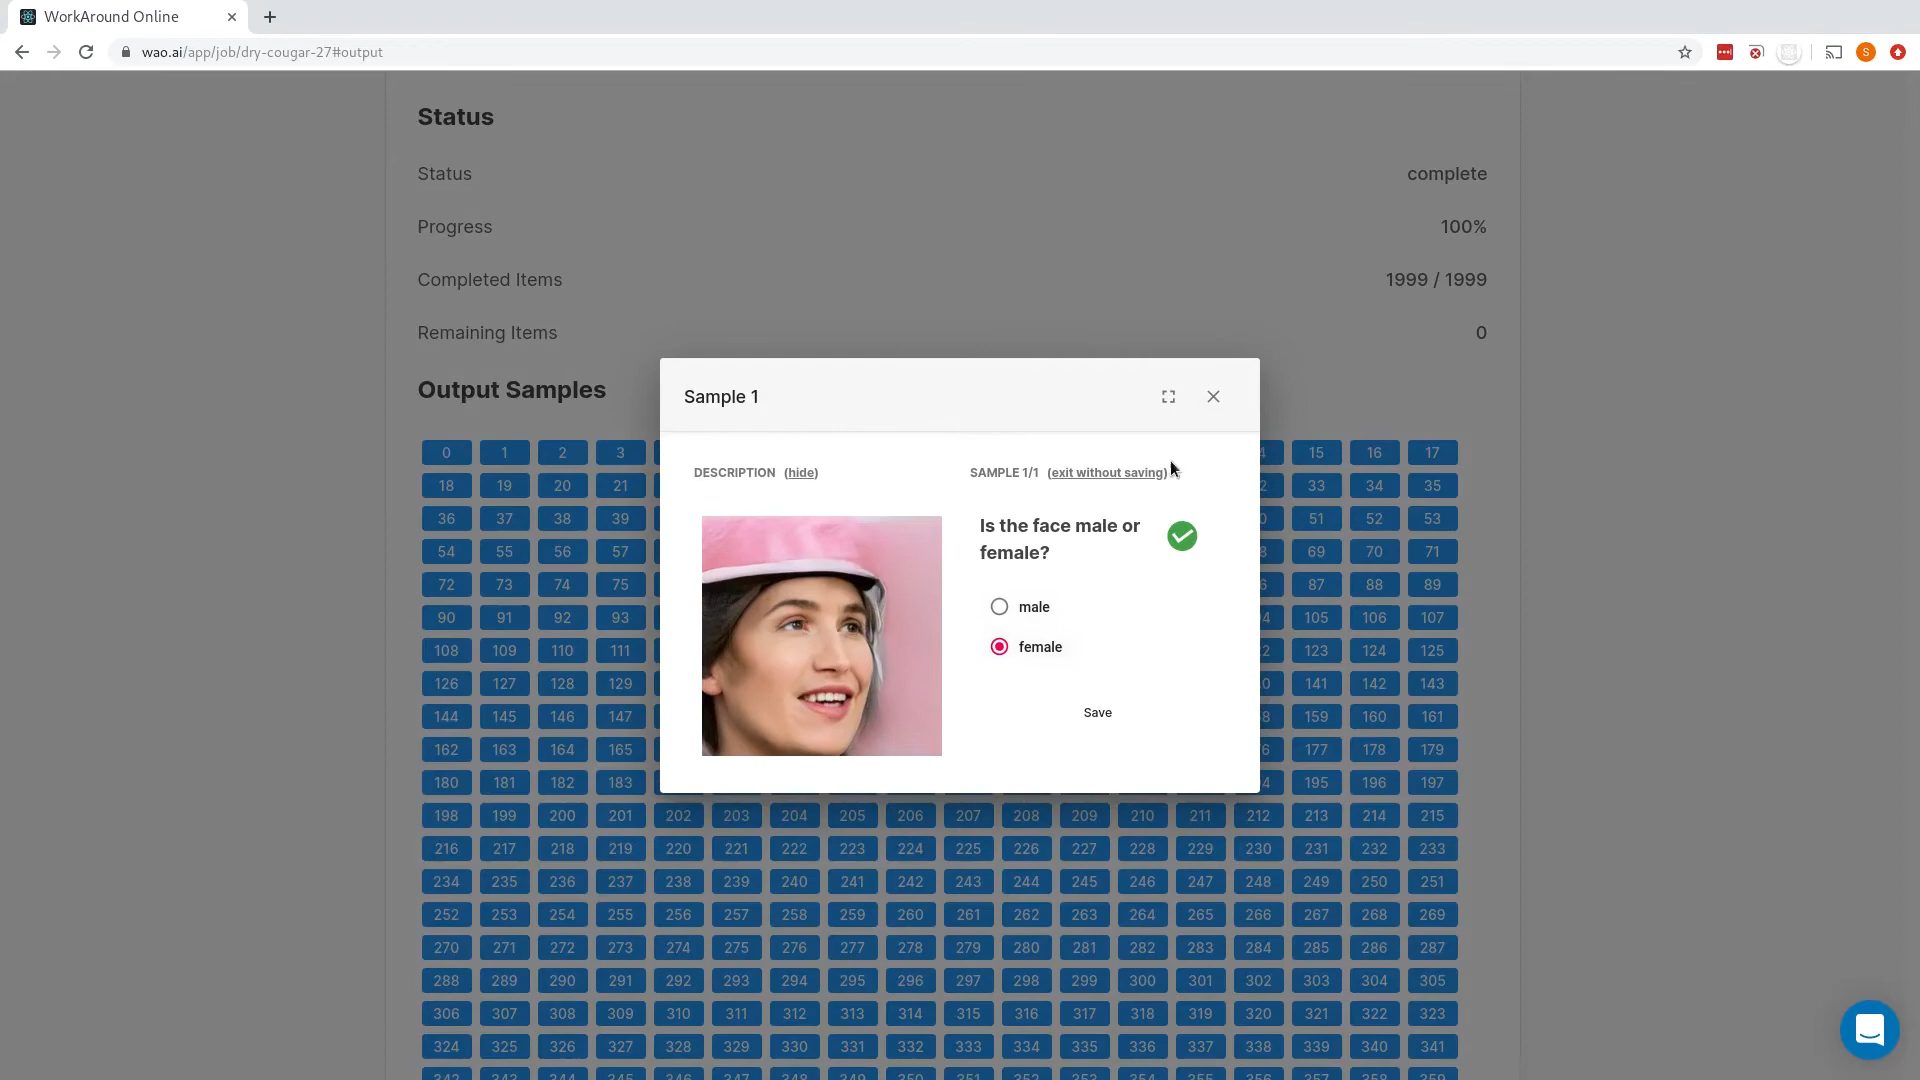 WorkAround Online
wao.ai/app/job/dry-cougar-27#output
S
Status
Status complete
Progress 100%
Completed Items 1999 / 1999
Remaining Items 0
Output Samples
Sample 1
DESCRIPTION (hide)
SAMPLE 1/1 (exit without saving)
Is the face male or
female?
male
female
Save
0 1 2 3 15 16 17
18 19 20 21 33 34 35
36 37 38 39 51 52 53
54 55 56 57 69 70 71
72 73 74 75 87 88 89
90 91 92 93 105 106 107
108 109 110 111 123 124 125
126 127 128 129 141 142 143
144 145 146 147 159 160 161
162 163 164 165 177 178 179
180 181 182 183 195 196 197
198 199 200 201 202 203 204 205 206 207 208 209 210 211 212 213 214 215
216 217 218 219 220 221 222 223 224 225 226 227 228 229 230 231 232 233
234 235 236 237 238 239 240 241 242 243 244 245 246 247 248 249 250 251
252 253 254 255 256 257 258 259 260 261 262 263 264 265 266 267 268 269
270 271 272 273 274 275 276 277 278 279 280 281 282 283 284 285 286 287
288 289 290 291 292 293 294 295 296 297 298 299 300 301 302 303 304 305
306 307 308 309 310 311 312 313 314 315 316 317 318 319 320 321 322 323
324 325 326 327 328 329 330 331 332 333 334 335 336 337 338 339 340 341